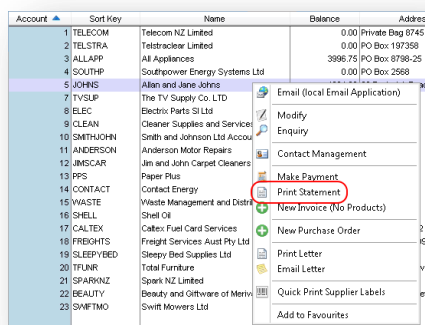 Account Sort Key Name Balance Addres
1 TELECOM Telecom NZ Limited 0.00 Private Bag 8745
2 TELSTRA Telstraclear Limited 0.00 PO Box 197358
3 ALLAPP All Appliances 3996.75 PO Box 8798-25
4 SOUTHP Southpower Energy Systems Ltd 0.00 PO Box 2568
5 JOHNS Allan and Jane Johns
7 TVSUP The TV Supply Co. LTD
8 ELEC Electrix Parts SI Ltd
9 CLEAN Cleaner Supplies and Services
10 SMITHJOHN Smith and Johnson Ltd Accou
11 ANDERSON Anderson Motor Repairs
12 JIMSCAR Jim and John Carpet Cleaners
13 PPS Paper Plus
14 CONTACT Contact Energy
15 WASTE Waste Management and Distri
16 SHELL Shell Oil
17 CALTEX Caltex Fuel Card Services
18 FREIGHTS Freight Services Aust Pty Ltd
19 SLEEPYBED Sleepy Bed Supplies Ltd
20 TFUNR Total Furniture
21 SPARKNZ Spark NZ Limited
22 BEAUTY Beauty and Giftware of Meriv
23 SWIFTMO Swift Mowers Ltd
Email (local Email Application)
Modify
Enquiry
Contact Management
Make Payment
Print Statement
New Invoice (No Products)
New Purchase Order
Print Letter
Email Letter
Quick Print Supplier Labels
Add to Favourites